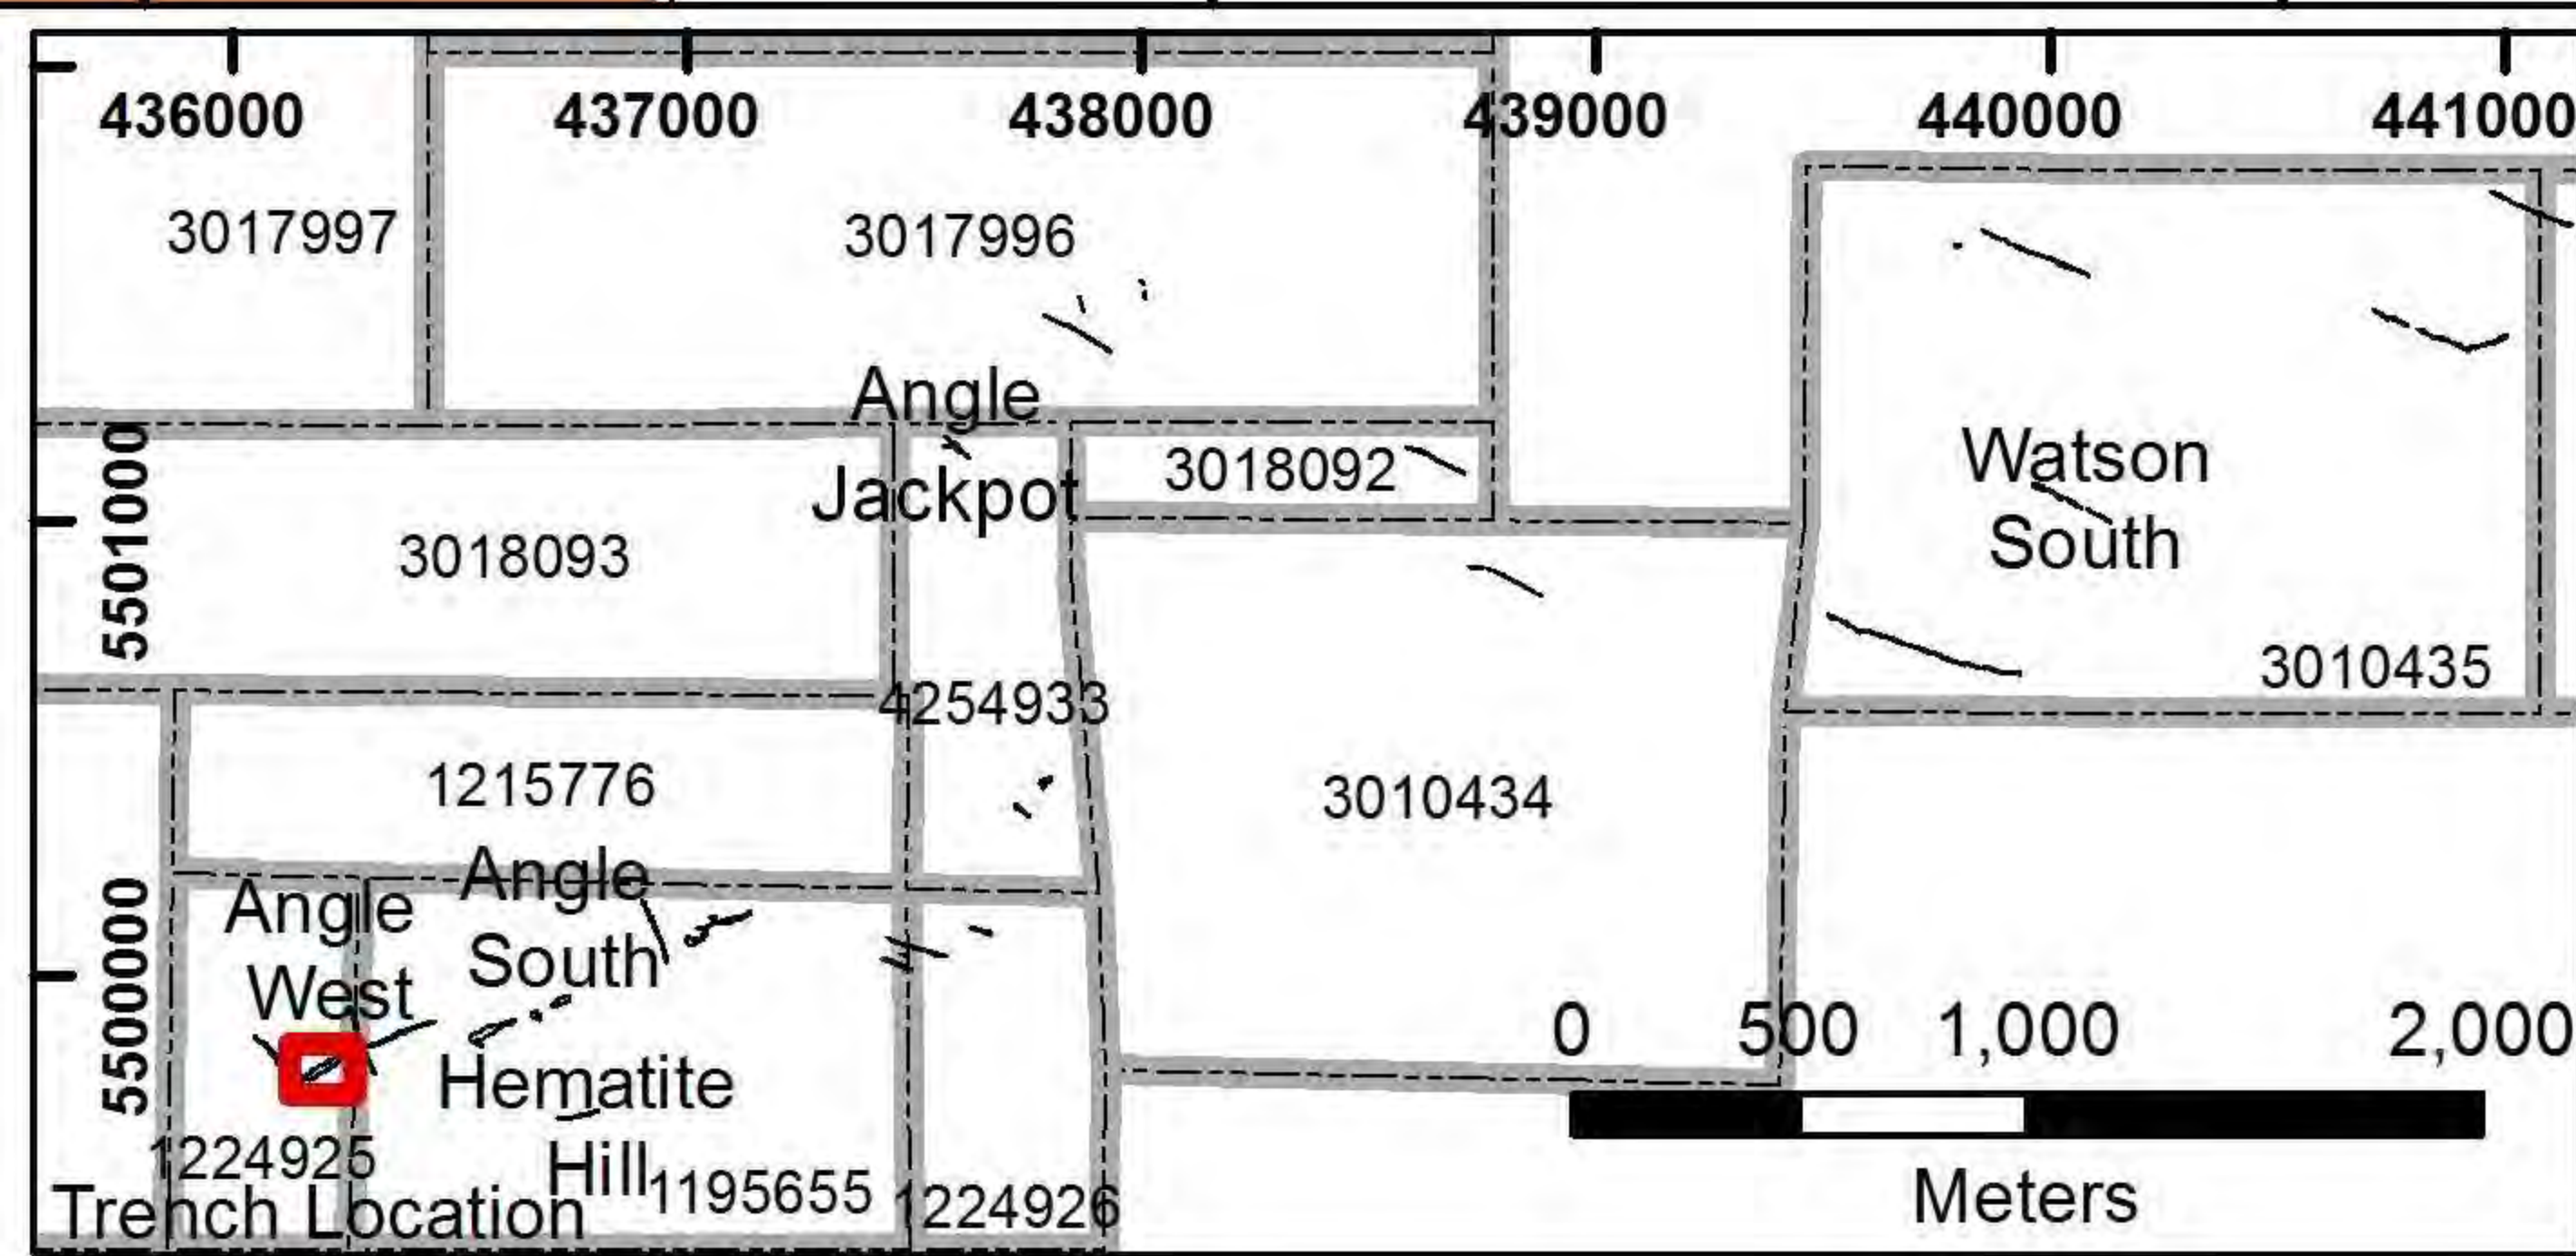 436000 437000 438000 439000 440000 441000
3017997
3017996
Angle
Jackpot
3018092
Watson
South
5501000
3018093
3010435
4254933
1215776
3010434
Angle
West
Angle
South
5500000
0 500 1,000 2,000
Meters
Hematite
Hill
1224925
1195655
1224926
Trench Location